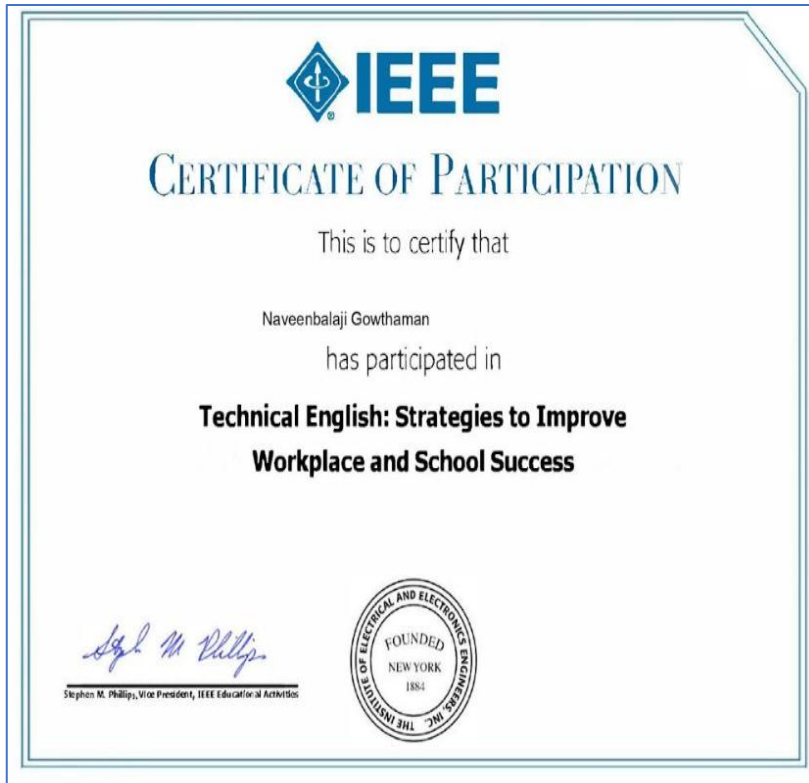 IEEE
CERTIFICATE OF PARTICIPATION
This is to certify that
Naveenbalaji Gowthaman
has participated in
Technical English: Strategies to Improve
Workplace and School Success
Stephen M. Phillips
Stephen M. Phillips, Vice President, IEEE Educational Activities
THE INSTITUTE OF ELECTRICAL AND ELECTRONICS ENGINEERS, INC.
FOUNDED
NEW YORK
1884